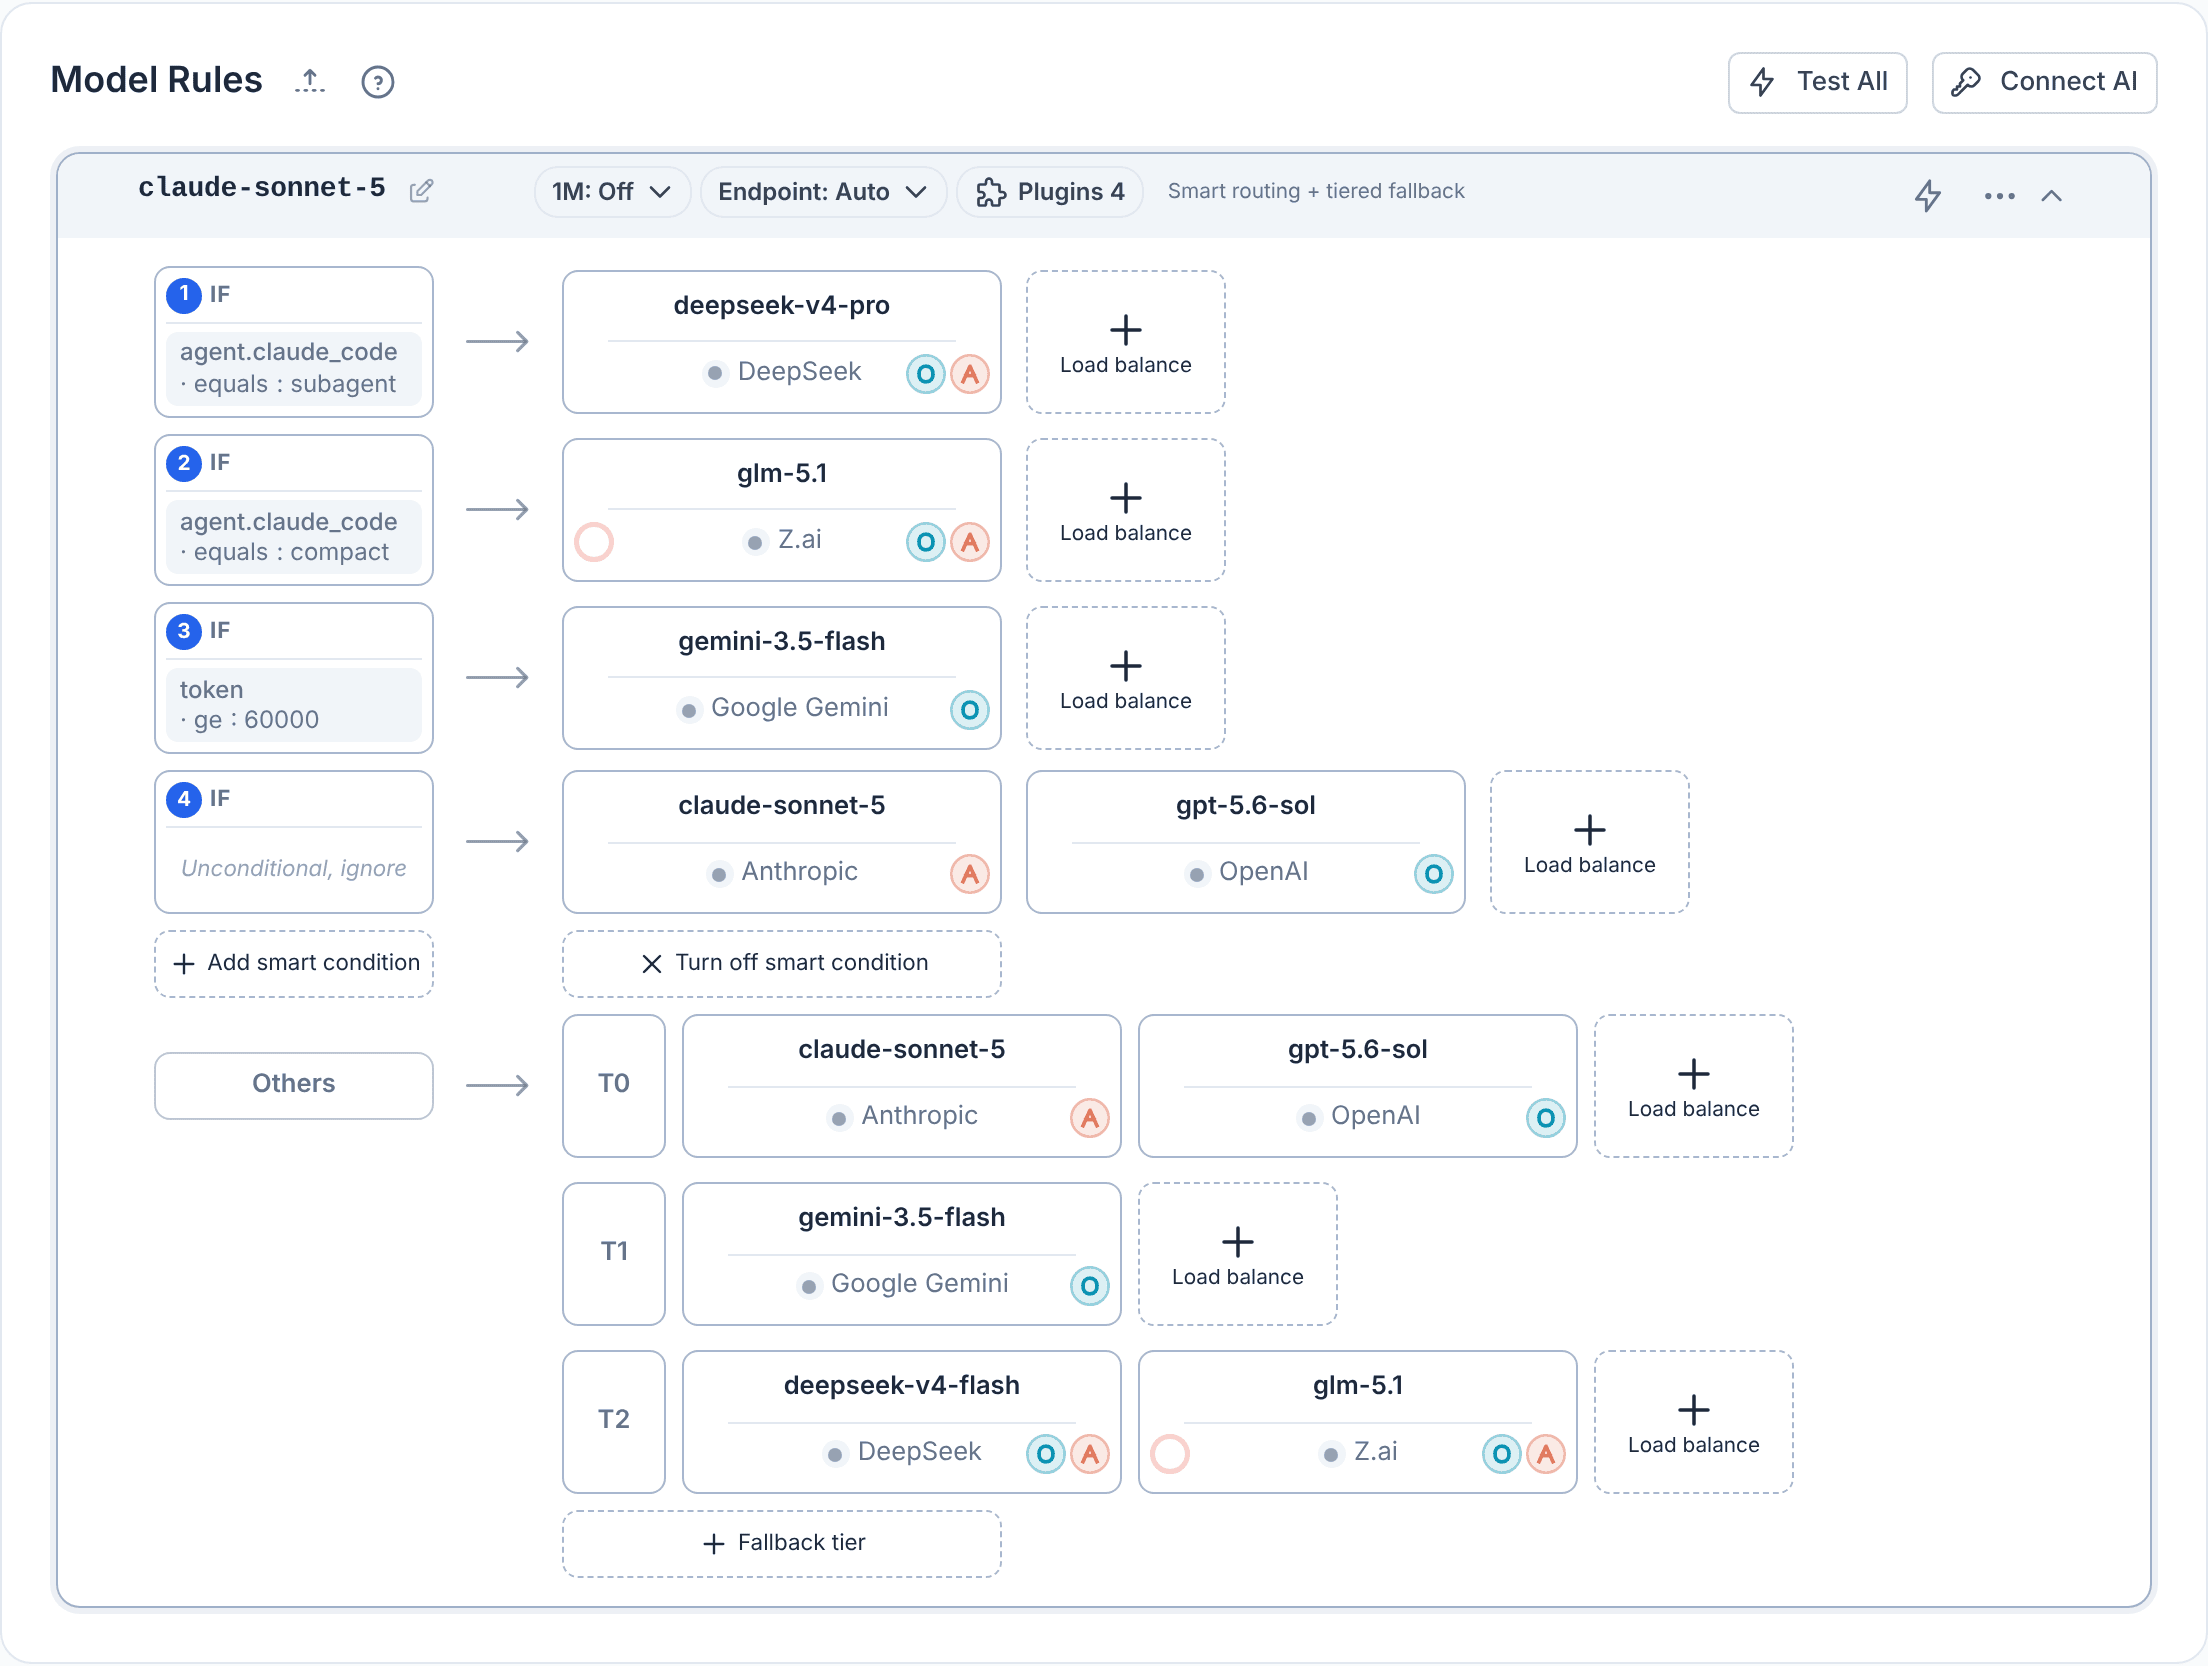 Model Rules
Test All
Connect AI
claude-sonnet-5
1M: Off
Endpoint: Auto
Plugins 4
Smart routing + tiered fallback
1 IF
agent.claude_code
· equals : subagent
deepseek-v4-pro
DeepSeek
O A
Load balance
2 IF
agent.claude_code
· equals : compact
glm-5.1
Z.ai
O A
Load balance
3 IF
token
· ge : 60000
gemini-3.5-flash
Google Gemini
O
Load balance
4 IF
Unconditional, ignore
claude-sonnet-5
Anthropic
A
gpt-5.6-sol
OpenAI
O
Load balance
Add smart condition
Turn off smart condition
Others
T0
claude-sonnet-5
Anthropic
A
gpt-5.6-sol
OpenAI
O
Load balance
T1
gemini-3.5-flash
Google Gemini
O
Load balance
T2
deepseek-v4-flash
DeepSeek
O A
glm-5.1
Z.ai
O A
Load balance
Fallback tier